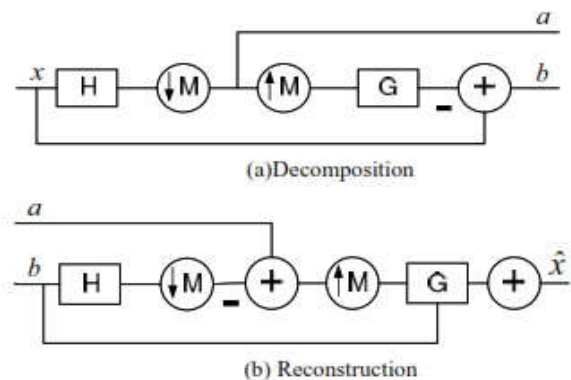 a
x H ↓M ↑M G - + b
(a)Decomposition
a
b H ↓M - + ↑M G + x̂
(b) Reconstruction